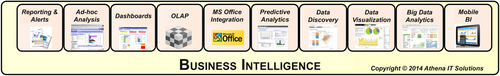 Reporting &
Alerts
Ad-hoc
Analysis
Dashboards
OLAP
MS Office
Integration
Predictive
Analytics
Data
Discovery
Data
Visualization
Big Data
Analytics
Mobile
BI
Office
BUSINESS INTELLIGENCE
Copyright © 2014 Athena IT Solutions